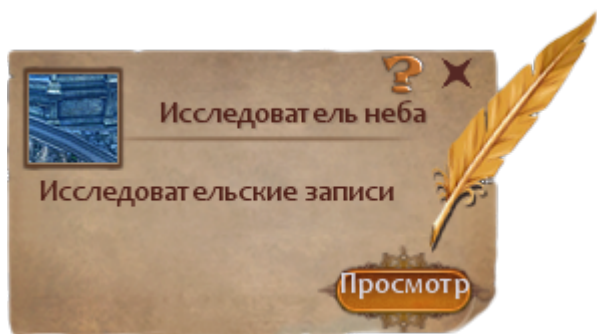 Исследователь неба
Исследовательские записи
Просмотр